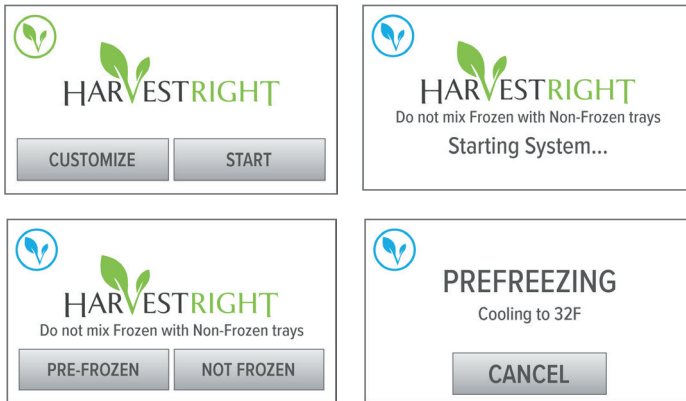 HARVESTRIGHT
CUSTOMIZE
START
HARVESTRIGHT
Do not mix Frozen with Non-Frozen trays
Starting System...
HARVESTRIGHT
Do not mix Frozen with Non-Frozen trays
PRE-FROZEN
NOT FROZEN
PREFREEZING
Cooling to 32F
CANCEL